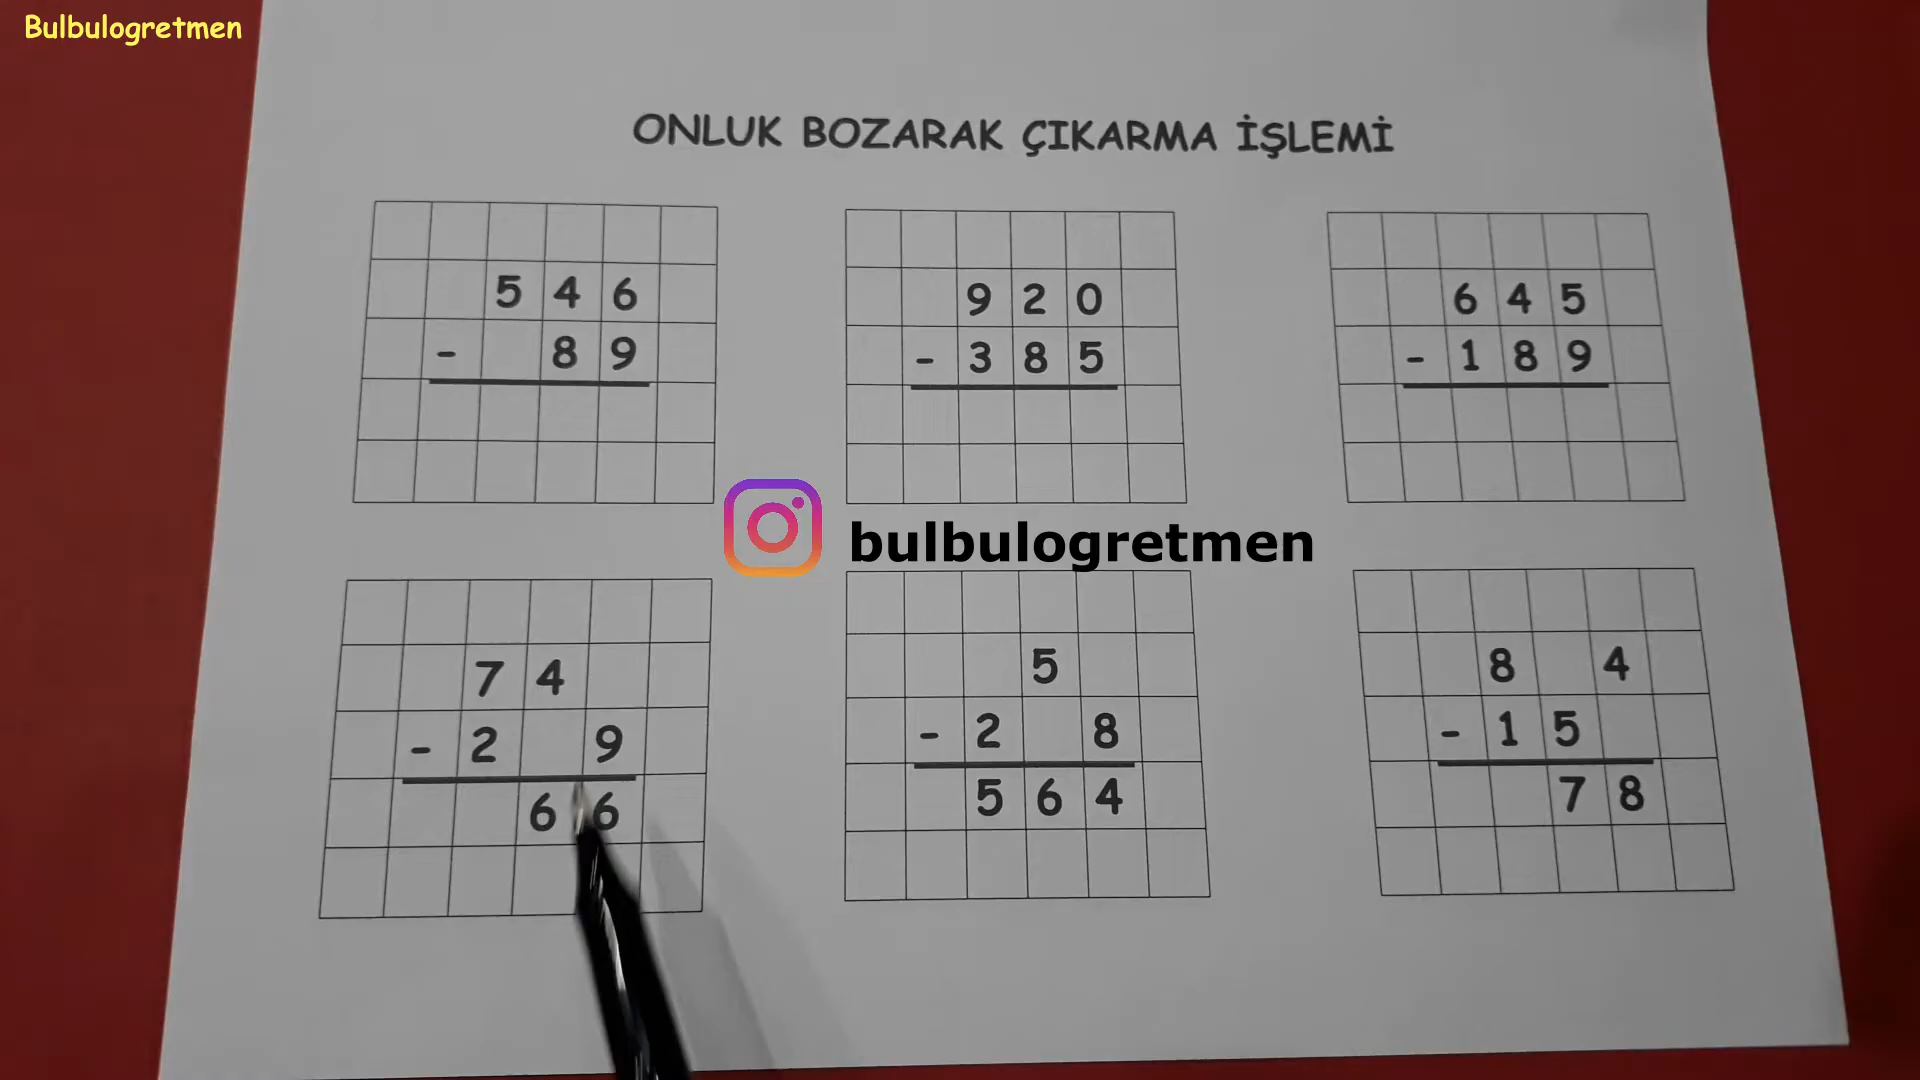 Bulbulogretmen
ONLUK BOZARAK ÇIKARMA İŞLEMİ
5 4 6
- 8 9
9 2 0
- 3 8 5
6 4 5
- 1 8 9
bulbulogretmen
7 4
- 2 9
6 6
5
- 2 8
5 6 4
8 4
- 1 5
7 8